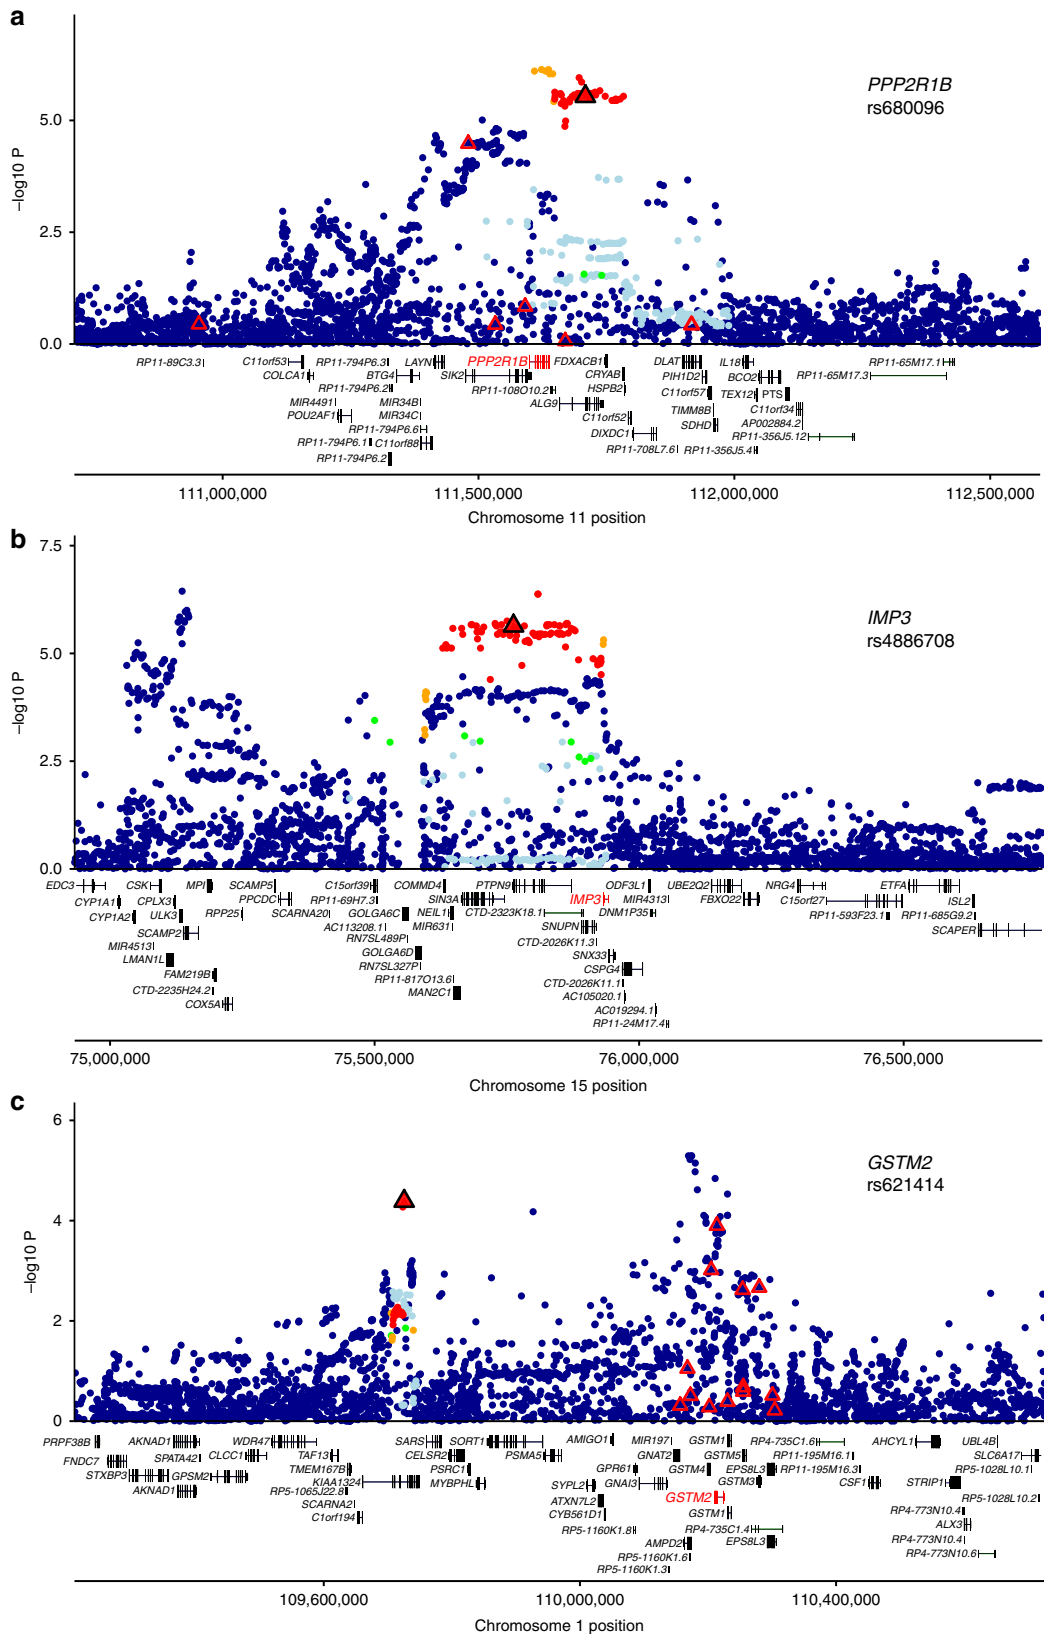 a
PPP2R1B
rs680096
–log10 P
5.0
2.5
0.0
RP11-89C3.3
C11orf53
RP11-794P6.3
LAYN
PPP2R1B
FDXACB1
DLAT
IL18
RP11-65M17.1
COLCA1
BTG4
SIK2
CRYAB
PIH1D2
BCO2
RP11-65M17.3
RP11-794P6.2
RP11-108O10.2
HSPB2
C11orf57
TEX12
PTS
MIR4491
MIR34B
ALG9
TIMM8B
C11orf34
POU2AF1
MIR34C
C11orf52
SDHD
AP002884.2
RP11-794P6.6
DIXDC1
RP11-356J5.12
RP11-794P6.1
C11orf88
RP11-708L7.6
RP11-356J5.4
RP11-794P6.2
111,000,000
111,500,000
112,000,000
112,500,000
Chromosome 11 position
b
IMP3
rs4886708
–log10 P
7.5
5.0
2.5
0.0
EDC3
CSK
MPI
SCAMP5
C15orf39
COMMD4
PTPN9
ODF3L1
UBE2Q2
NRG4
ETFA
CYP1A1
CPLX3
PPCDC
RP11-69H7.3
SIN3A
IMP3
MIR4313
FBXO22
C15orf27
ISL2
CYP1A2
ULK3
RPP25
SCARNA20
GOLGA6C
NEIL1
CTD-2323K18.1
DNM1P35
RP11-593F23.1
RP11-685G9.2
SCAMP2
AC113208.1
MIR631
SNUPN
SCAPER
MIR4513
RN7SL489P
CTD-2026K11.3
LMAN1L
GOLGA6D
SNX33
FAM219B
RN7SL327P
CSPG4
CTD-2235H24.2
RP11-817O13.6
CTD-2026K11.1
COX5A
MAN2C1
AC105020.1
AC019294.1
RP11-24M17.4
75,000,000
75,500,000
76,000,000
76,500,000
Chromosome 15 position
c
GSTM2
rs621414
–log10 P
6
4
2
0
PRPF38B
AKNAD1
WDR47
SARS
SORT1
AMIGO1
MIR197
GSTM1
RP4-735C1.6
AHCYL1
UBL4B
FNDC7
SPATA42
CLCC1
TAF13
CELSR2
PSMA5
GNAT2
GSTM5
RP11-195M16.1
SLC6A17
STXBP3
GPSM2
TMEM167B
PSRC1
GPR61
GSTM4
EPS8L3
RP11-195M16.3
RP5-1028L10.1
AKNAD1
KIAA1324
MYBPHL
SYPL2
GNAI3
GSTM3
CSF1
STRIP1
RP5-1065J22.8
ATXN7L2
GSTM2
RP5-1028L10.2
SCARNA2
CYB561D1
GSTM1
RP4-773N10.4
C1orf194
RP5-1160K1.8
RP4-735C1.4
ALX3
AMPD2
EPS8L3
RP4-773N10.4
RP5-1160K1.6
RP4-773N10.6
RP5-1160K1.3
109,600,000
110,000,000
110,400,000
Chromosome 1 position